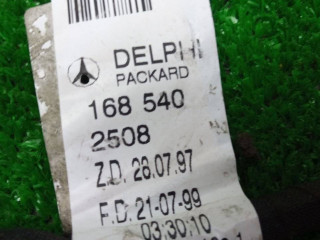 DELPHI
PACKARD
168 540
2508
Z.D. 28.07.97
F.D. 21-07-99
03:30:10